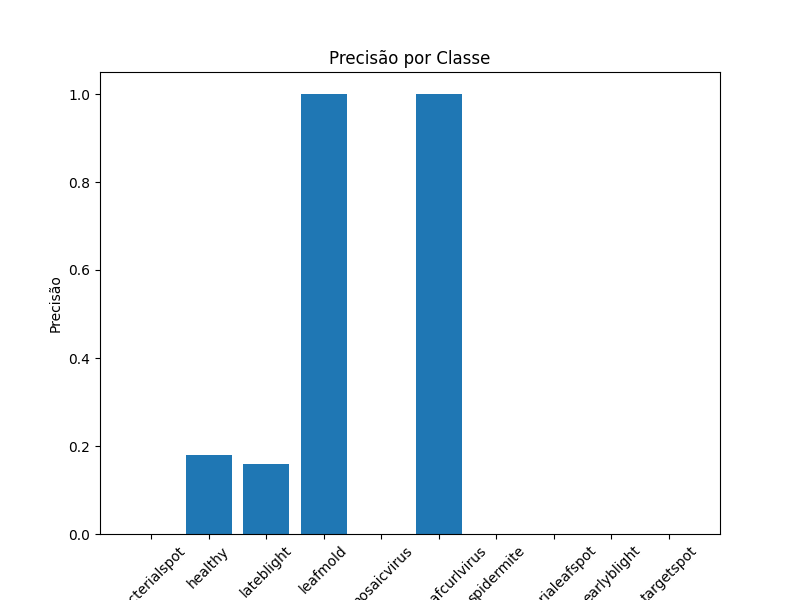 Precisão por Classe
Precisão
1.0
0.8
0.6
0.4
0.2
0.0
healthy
lateblight
leafmold
spidermite
earlyblight
targetspot